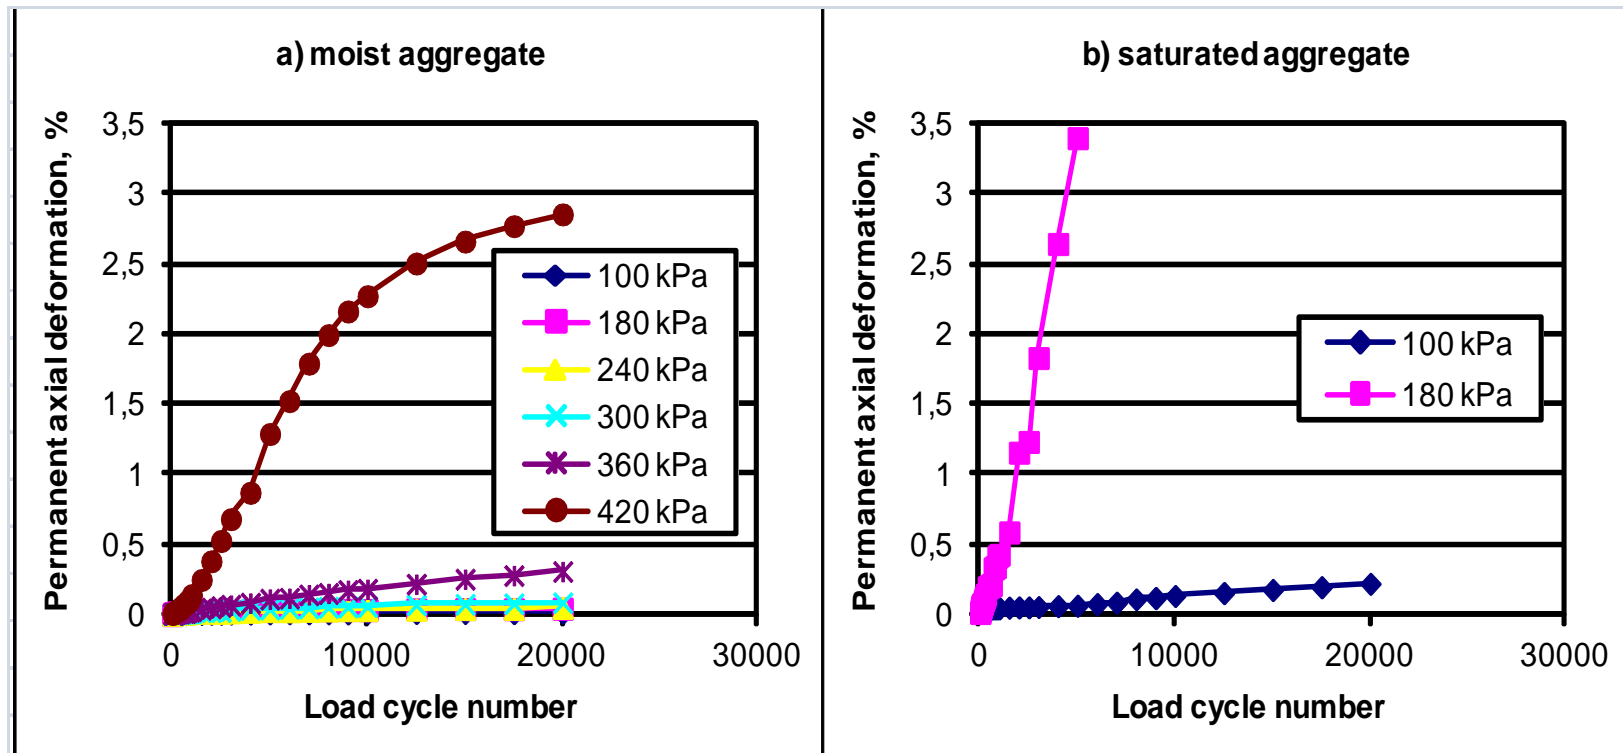 a) moist aggregate
Permanent axial deformation, %
3,5
3
2,5
2
1,5
1
0,5
0
0 10000 20000 30000
Load cycle number
100 kPa
180 kPa
240 kPa
300 kPa
360 kPa
420 kPa
b) saturated aggregate
Permanent axial deformation, %
3,5
3
2,5
2
1,5
1
0,5
0
0 10000 20000 30000
Load cycle number
100 kPa
180 kPa